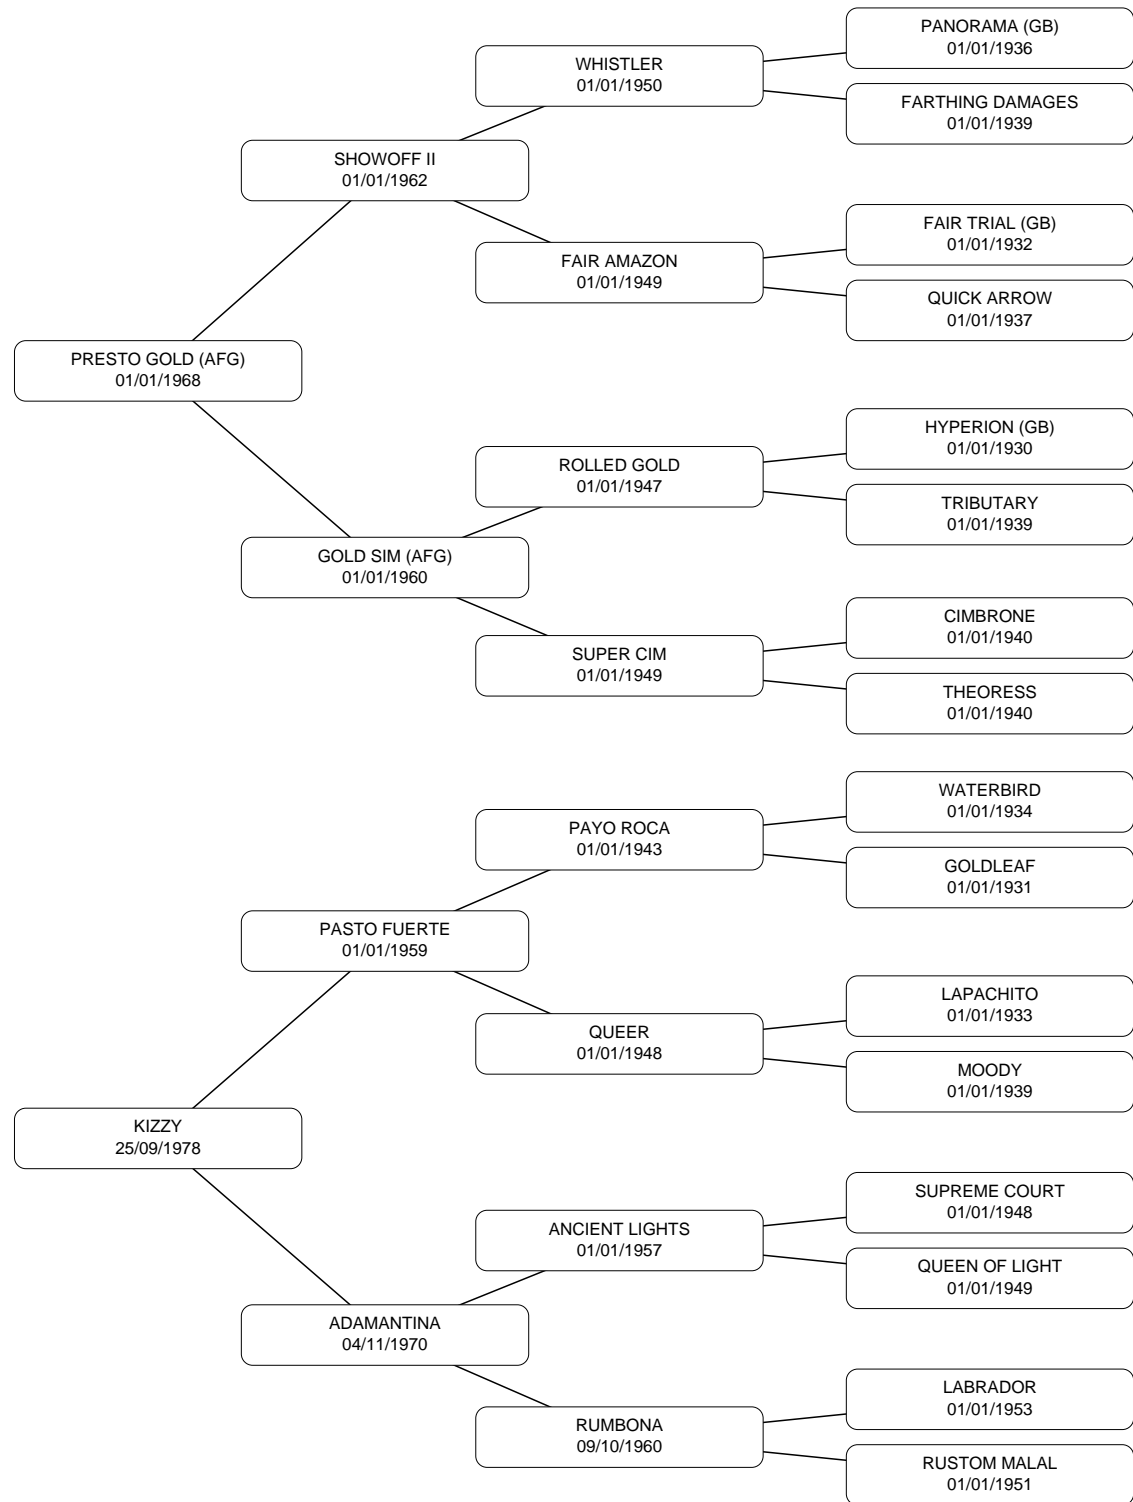 PANORAMA (GB)
01/01/1936
WHISTLER
01/01/1950
FARTHING DAMAGES
01/01/1939
SHOWOFF II
01/01/1962
FAIR TRIAL (GB)
01/01/1932
FAIR AMAZON
01/01/1949
QUICK ARROW
01/01/1937
PRESTO GOLD (AFG)
01/01/1968
HYPERION (GB)
01/01/1930
ROLLED GOLD
01/01/1947
TRIBUTARY
01/01/1939
GOLD SIM (AFG)
01/01/1960
CIMBRONE
01/01/1940
SUPER CIM
01/01/1949
THEORESS
01/01/1940
WATERBIRD
01/01/1934
PAYO ROCA
01/01/1943
GOLDLEAF
01/01/1931
PASTO FUERTE
01/01/1959
LAPACHITO
01/01/1933
QUEER
01/01/1948
MOODY
01/01/1939
KIZZY
25/09/1978
SUPREME COURT
01/01/1948
ANCIENT LIGHTS
01/01/1957
QUEEN OF LIGHT
01/01/1949
ADAMANTINA
04/11/1970
LABRADOR
01/01/1953
RUMBONA
09/10/1960
RUSTOM MALAL
01/01/1951